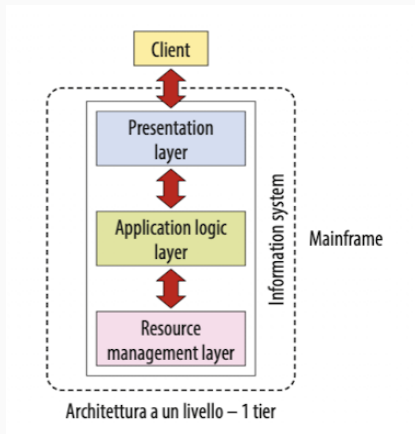 Client
Presentation
layer
Application logic
layer
Resource
management layer
Information system
Mainframe
Architettura a un livello – 1 tier